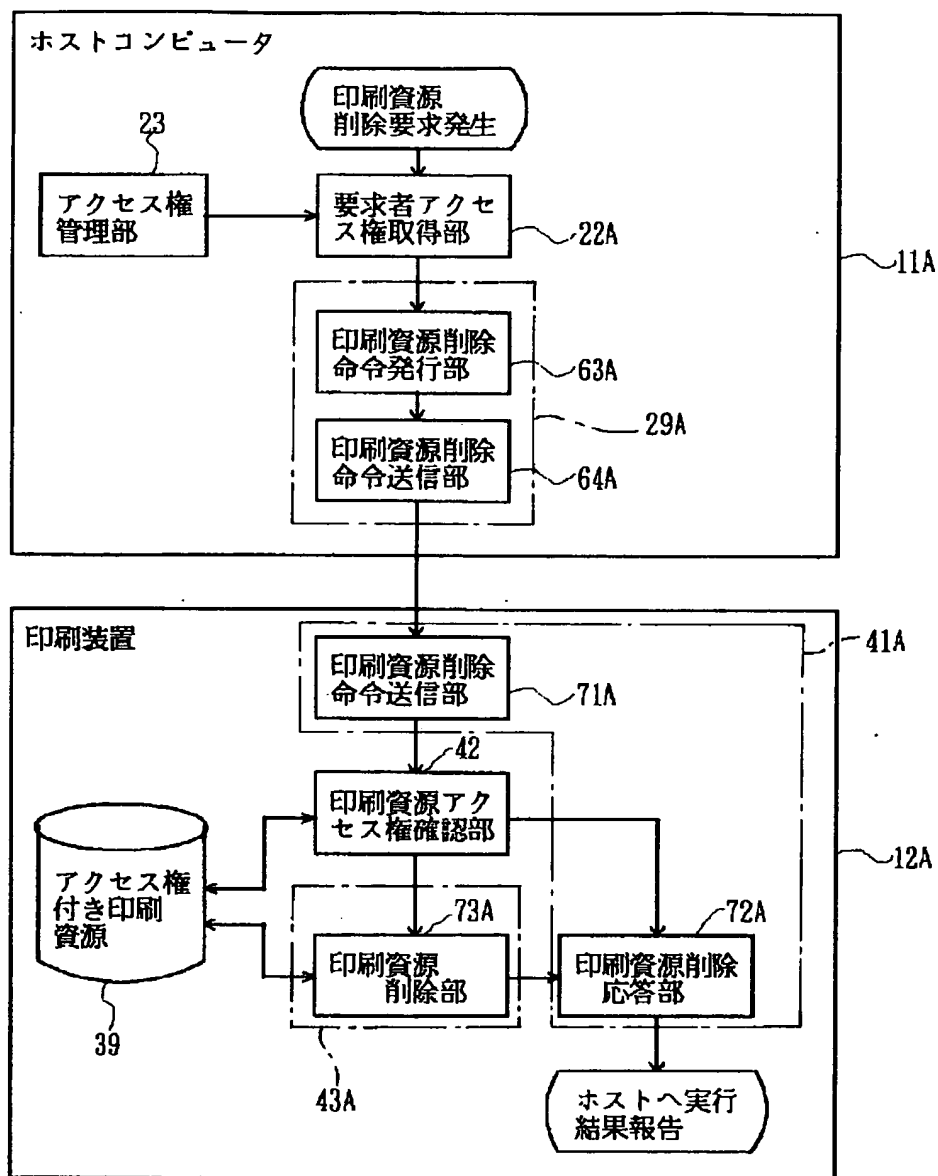 ホストコンピュータ
印刷資源
削除要求発生
23
アクセス権
管理部
要求者アクセ
ス権取得部
22A
11A
印刷資源削除
命令発行部
63A
29A
印刷資源削除
命令送信部
64A
印刷装置
41A
印刷資源削除
命令送信部
71A
42
印刷資源アク
セス権確認部
12A
アクセス権
付き印刷
資源
39
73A
印刷資源
削除部
43A
72A
印刷資源削除
応答部
ホストへ実行
結果報告